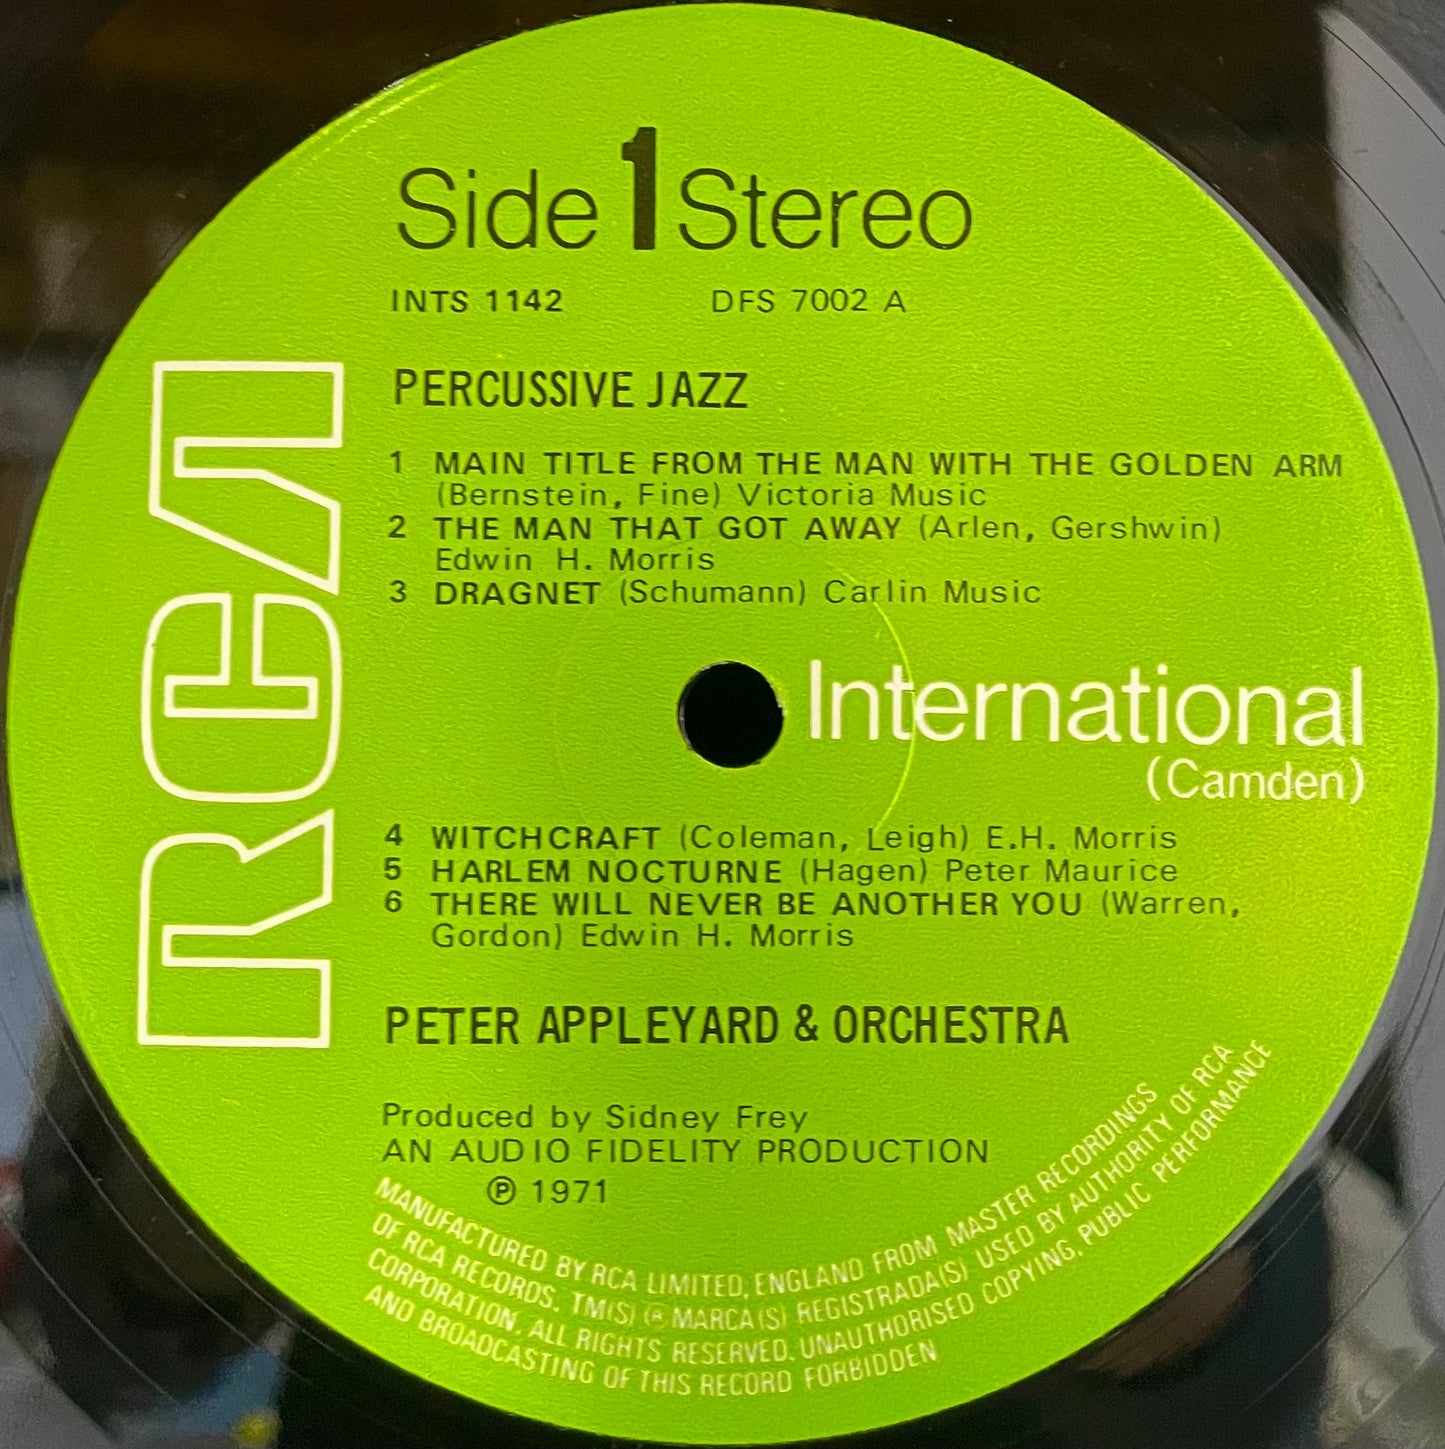 Side 1 Stereo
INTS 1142 DFS 7002 A
RCA
PERCUSSIVE JAZZ
1 MAIN TITLE FROM THE MAN WITH THE GOLDEN ARM
(Bernstein, Fine) Victoria Music
2 THE MAN THAT GOT AWAY (Arlen, Gershwin)
Edwin H. Morris
3 DRAGNET (Schumann) Carlin Music
International
(Camden)
4 WITCHCRAFT (Coleman, Leigh) E.H. Morris
5 HARLEM NOCTURNE (Hagen) Peter Maurice
6 THERE WILL NEVER BE ANOTHER YOU (Warren,
Gordon) Edwin H. Morris
PETER APPLEYARD & ORCHESTRA
Produced by Sidney Frey
AN AUDIO FIDELITY PRODUCTION
℗ 1971
MANUFACTURED BY RCA LIMITED, ENGLAND FROM MASTER RECORDINGS
OF RCA RECORDS. TM(S) ® MARCA(S) REGISTRADA(S) USED BY AUTHORITY OF RCA
CORPORATION. ALL RIGHTS RESERVED. UNAUTHORISED COPYING, PUBLIC PERFORMANCE
AND BROADCASTING OF THIS RECORD FORBIDDEN